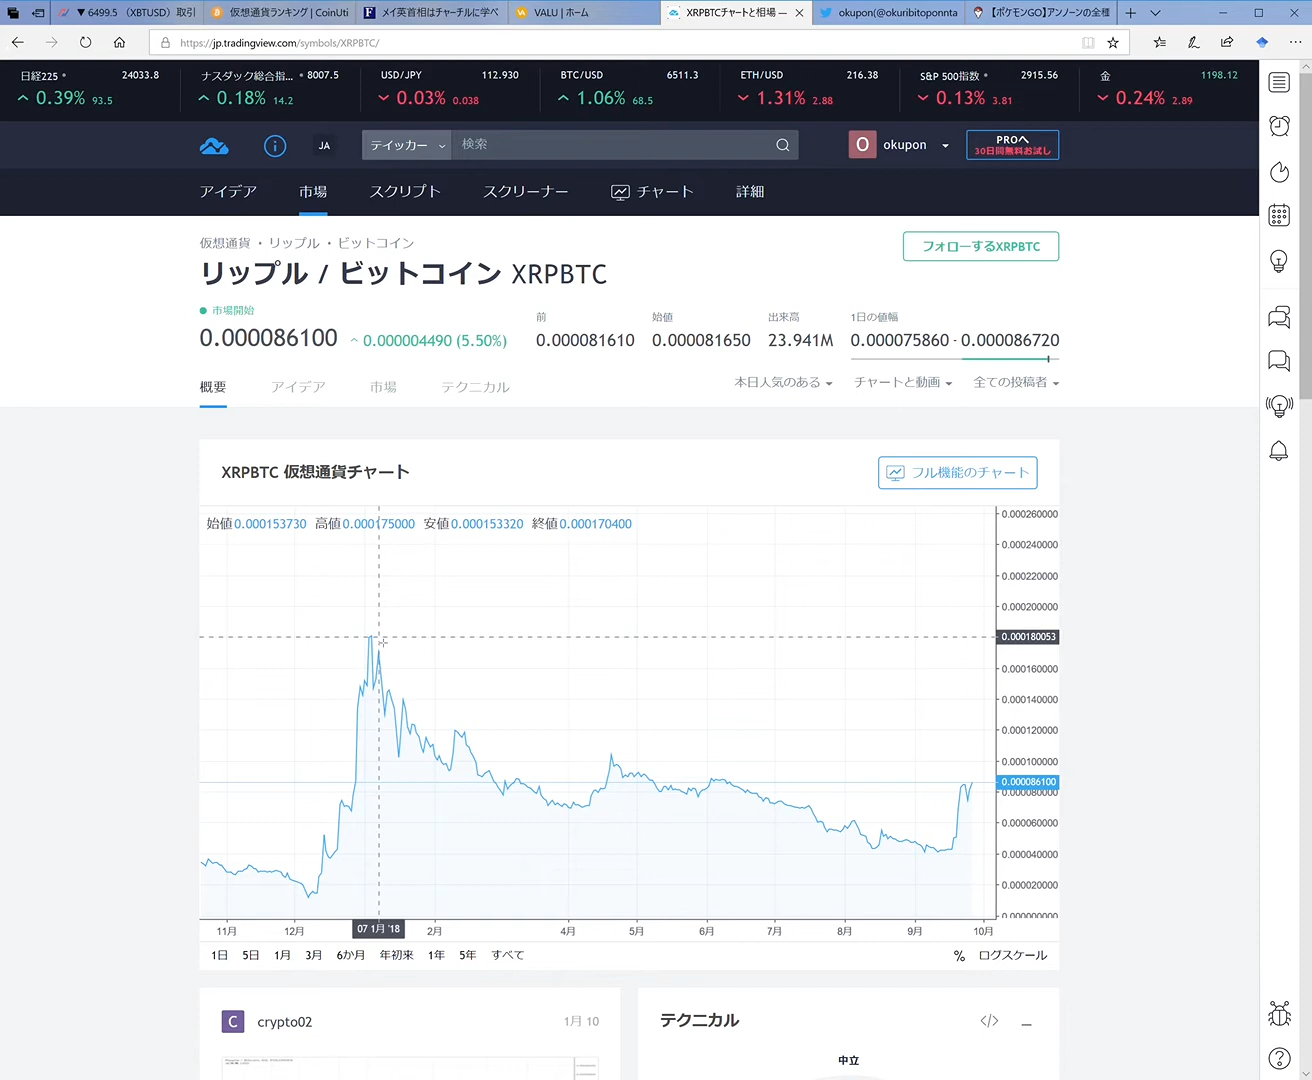 ▼ 6499.5 （XBTUSD）取引
仮想通貨ランキング | CoinUti
メイ英首相はチャーチルに学べ
VALU | ホーム
XRPBTCチャートと相場 —
okupon(@okuribitoponnta
【ポケモンGO】アンノーンの全種
https://jp.tradingview.com/symbols/XRPBTC/
日経225 24033.8
0.39% 93.5
ナスダック総合指... 8007.5
0.18% 14.2
USD/JPY 112.930
0.03% 0.038
BTC/USD 6511.3
1.06% 68.5
ETH/USD 216.38
1.31% 2.88
S&P 500指数 2915.56
0.13% 3.81
金 1198.12
0.24% 2.89
JA
ティッカー
検索
O
okupon
PROへ
30日間無料お試し
アイデア 市場 スクリプト スクリーナー チャート 詳細
仮想通貨 ・ リップル ・ ビットコイン
フォローするXRPBTC
リップル / ビットコイン XRPBTC
市場開始
0.000086100 0.000004490 (5.50%)
前
0.000081610
始値
0.000081650
出来高
23.941M
1日の値幅
0.000075860 - 0.000086720
概要 アイデア 市場 テクニカル
本日人気のある チャートと動画 全ての投稿者
XRPBTC 仮想通貨チャート
フル機能のチャート
始値0.000153730 高値0.000175000 安値0.000153320 終値0.000170400
0.000260000
0.000240000
0.000220000
0.000200000
0.000180053
0.000160000
0.000140000
0.000120000
0.000100000
0.000086100
0.000080000
0.000060000
0.000040000
0.000020000
0.000000000
11月 12月 07 1月 '18 2月 4月 5月 6月 7月 8月 9月 10月
1日 5日 1月 3月 6か月 年初来 1年 5年 すべて
% ログスケール
C crypto02 1月 10
テクニカル
</>
中立